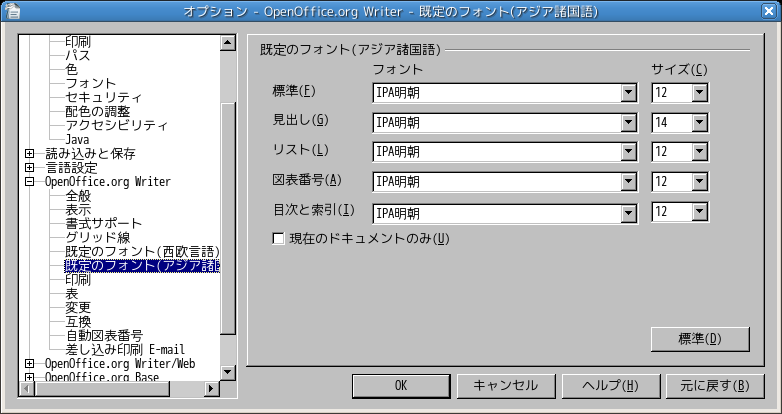 オプション - OpenOffice.org Writer - 既定のフォント(アジア諸国語)
印刷
パス
色
フォント
セキュリティ
配色の調整
アクセシビリティ
Java
読み込みと保存
言語設定
OpenOffice.org Writer
全般
表示
書式サポート
グリッド線
既定のフォント(西欧言語)
既定のフォント(アジア諸国
印刷
表
変更
互換
自動図表番号
差し込み印刷 E-mail
OpenOffice.org Writer/Web
OpenOffice.org Base
既定のフォント(アジア諸国語)
フォント サイズ(C)
標準(F) IPA明朝 12
見出し(G) IPA明朝 14
リスト(L) IPA明朝 12
図表番号(A) IPA明朝 12
目次と索引(I) IPA明朝 12
現在のドキュメントのみ(U)
標準(D)
OK キャンセル ヘルプ(H) 元に戻す(B)